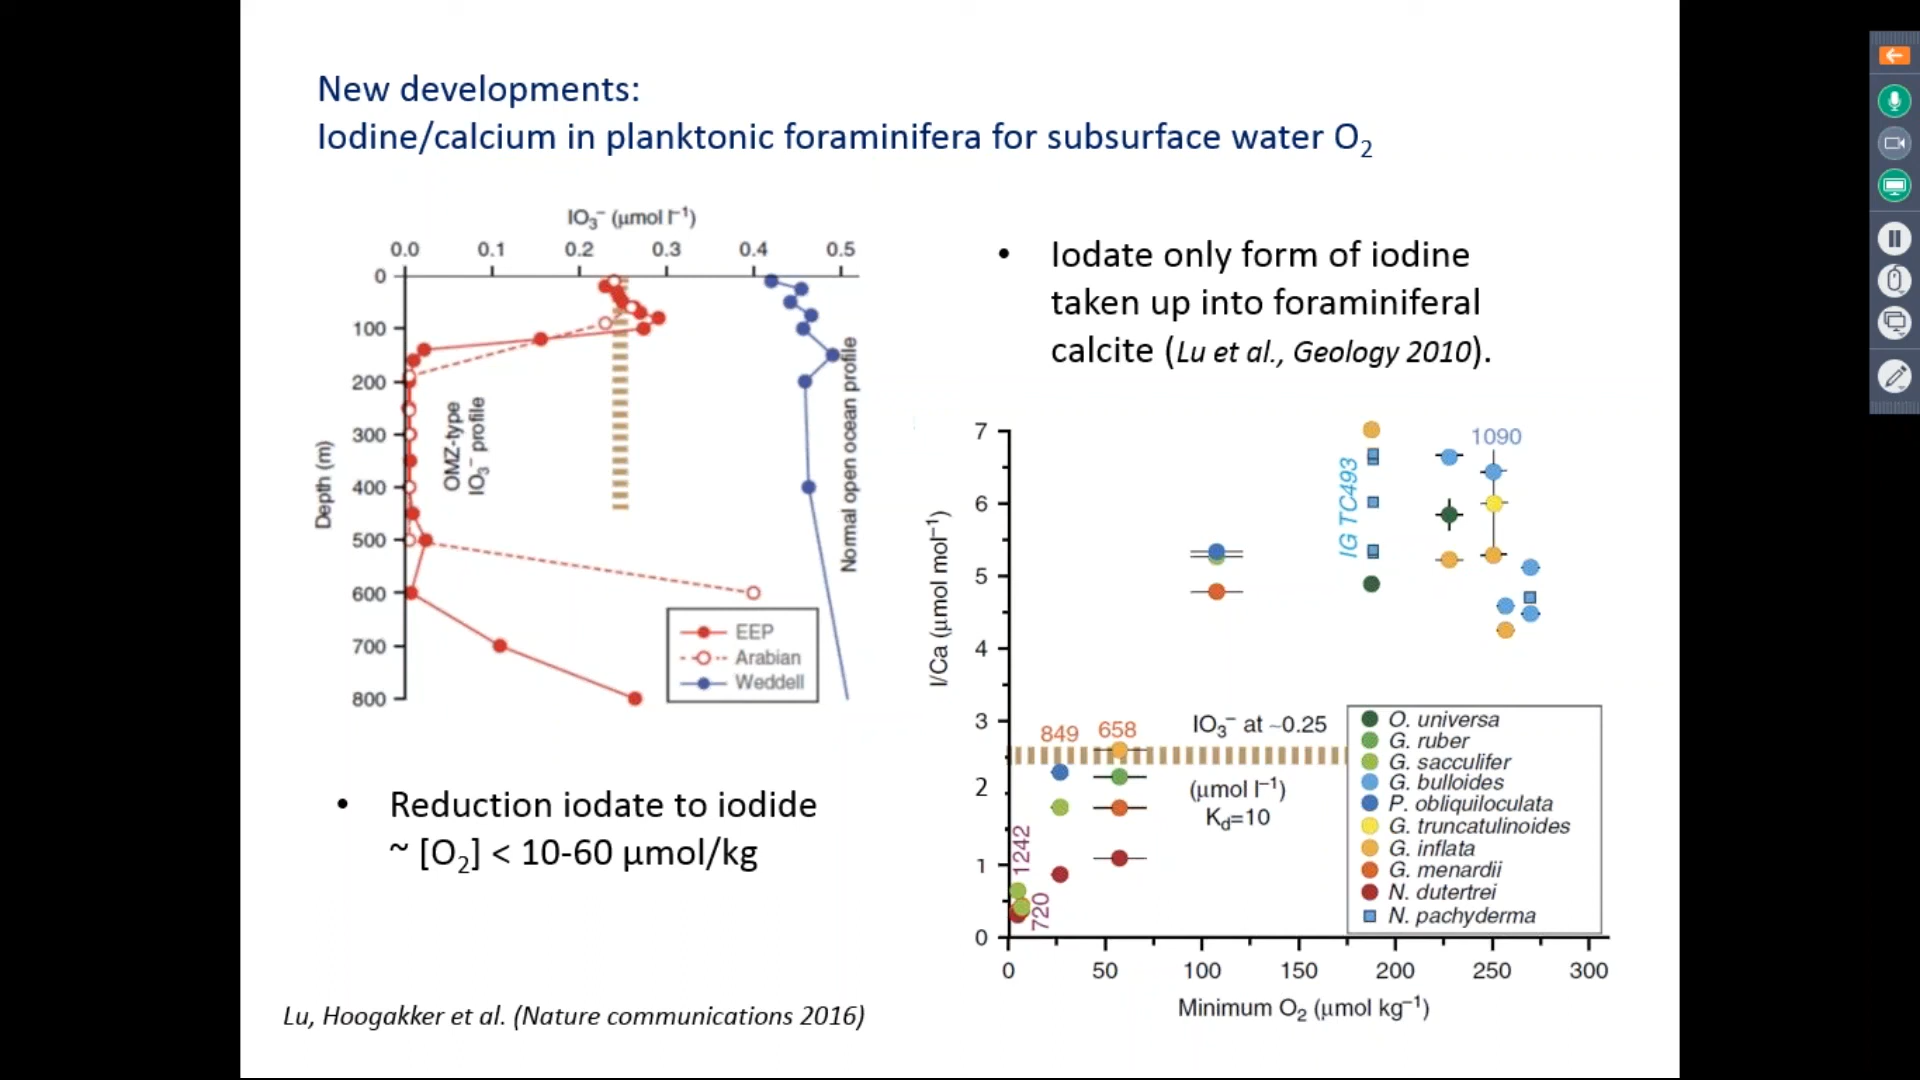 New developments:
Iodine/calcium in planktonic foraminifera for subsurface water O₂
IO₃⁻ (µmol l⁻¹)
0.0 0.1 0.2 0.3 0.4 0.5
0
100
200
300
400
500
600
700
800
Depth (m)
OMZ-type
IO₃⁻ profile
Normal open ocean profile
EEP
Arabian
Weddell
• Iodate only form of iodine
taken up into foraminiferal
calcite (Lu et al., Geology 2010).
• Reduction iodate to iodide
~ [O₂] < 10-60 µmol/kg
7
6
5
4
3
2
1
0
I/Ca (µmol mol⁻¹)
IG TC493
1090
849
658
1242
720
IO₃⁻ at ~0.25
(µmol l⁻¹)
K_d=10
O. universa
G. ruber
G. sacculifer
G. bulloides
P. obliquiloculata
G. truncatulinoides
G. inflata
G. menardii
N. dutertrei
N. pachyderma
0 50 100 150 200 250 300
Minimum O₂ (µmol kg⁻¹)
Lu, Hoogakker et al. (Nature communications 2016)